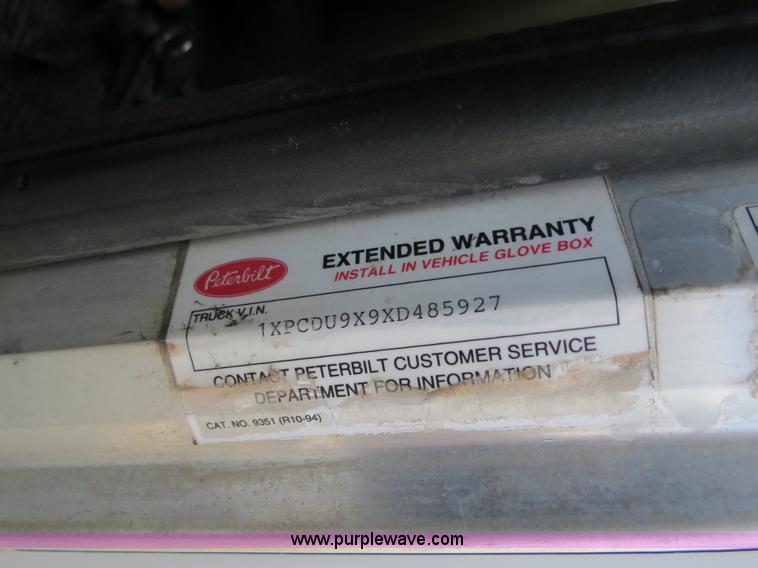 Peterbilt
EXTENDED WARRANTY
INSTALL IN VEHICLE GLOVE BOX
TRUCK V.I.N.
1XPCDU9X9XD485927
CONTACT PETERBILT CUSTOMER SERVICE
DEPARTMENT FOR INFORMATION
CAT. NO. 9351 (R10-94)
www.purplewave.com